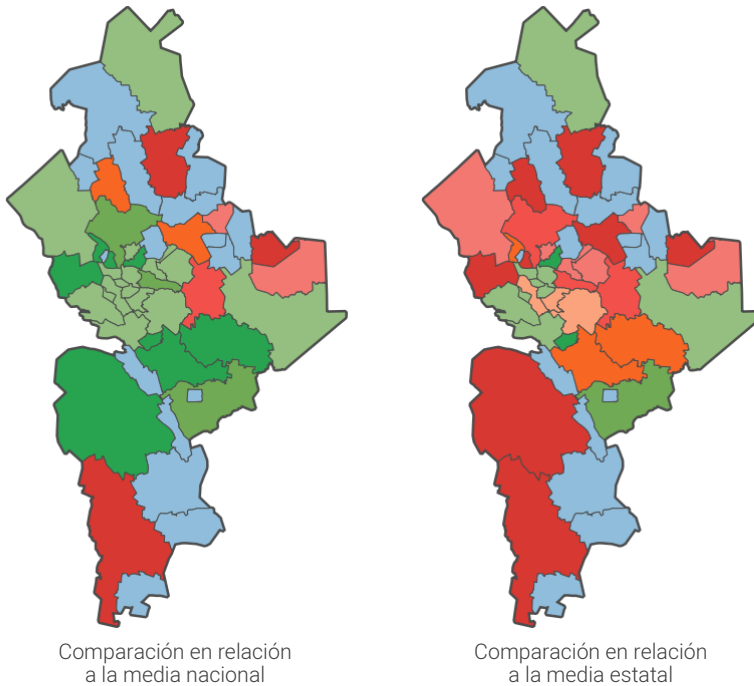 Comparación en relación
a la media nacional
Comparación en relación
a la media estatal